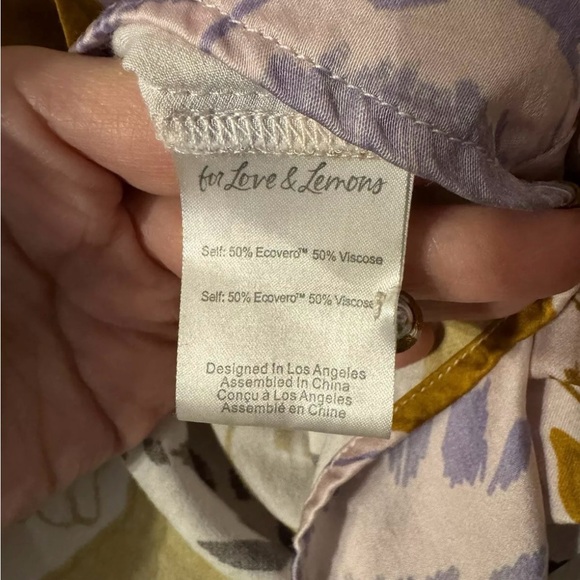 for Love & Lemons
Self: 50% Ecovero™ 50% Viscose
Self: 50% Ecovero™ 50% Viscose
Designed In Los Angeles
Assembled In China
Conçu à Los Angeles
Assemblé en Chine